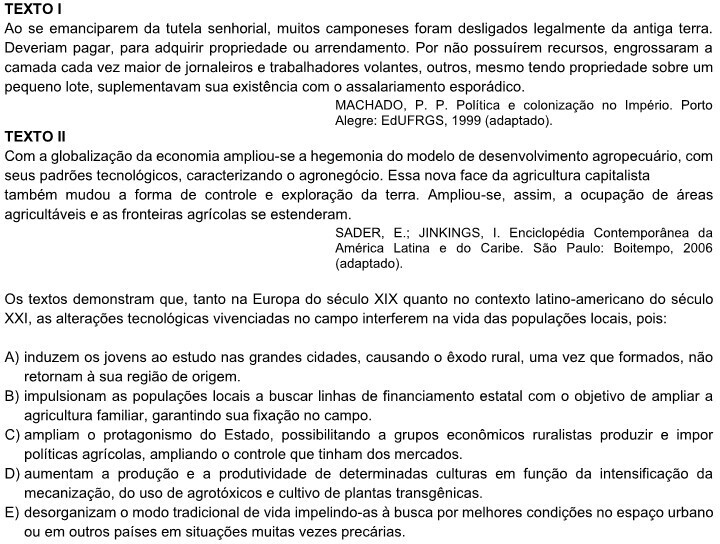 TEXTO I
Ao se emanciparem da tutela senhorial, muitos camponeses foram desligados legalmente da antiga terra.
Deveriam pagar, para adquirir propriedade ou arrendamento. Por não possuírem recursos, engrossaram a
camada cada vez maior de jornaleiros e trabalhadores volantes, outros, mesmo tendo propriedade sobre um
pequeno lote, suplementavam sua existência com o assalariamento esporádico.
MACHADO, P. P. Política e colonização no Império. Porto
Alegre: EdUFRGS, 1999 (adaptado).
TEXTO II
Com a globalização da economia ampliou-se a hegemonia do modelo de desenvolvimento agropecuário, com
seus padrões tecnológicos, caracterizando o agronegócio. Essa nova face da agricultura capitalista
também mudou a forma de controle e exploração da terra. Ampliou-se, assim, a ocupação de áreas
agricultáveis e as fronteiras agrícolas se estenderam.
SADER, E.; JINKINGS, I. Enciclopédia Contemporânea da
América Latina e do Caribe. São Paulo: Boitempo, 2006
(adaptado).
Os textos demonstram que, tanto na Europa do século XIX quanto no contexto latino-americano do século
XXI, as alterações tecnológicas vivenciadas no campo interferem na vida das populações locais, pois:
A) induzem os jovens ao estudo nas grandes cidades, causando o êxodo rural, uma vez que formados, não
retornam à sua região de origem.
B) impulsionam as populações locais a buscar linhas de financiamento estatal com o objetivo de ampliar a
agricultura familiar, garantindo sua fixação no campo.
C) ampliam o protagonismo do Estado, possibilitando a grupos econômicos ruralistas produzir e impor
políticas agrícolas, ampliando o controle que tinham dos mercados.
D) aumentam a produção e a produtividade de determinadas culturas em função da intensificação da
mecanização, do uso de agrotóxicos e cultivo de plantas transgênicas.
E) desorganizam o modo tradicional de vida impelindo-as à busca por melhores condições no espaço urbano
ou em outros países em situações muitas vezes precárias.